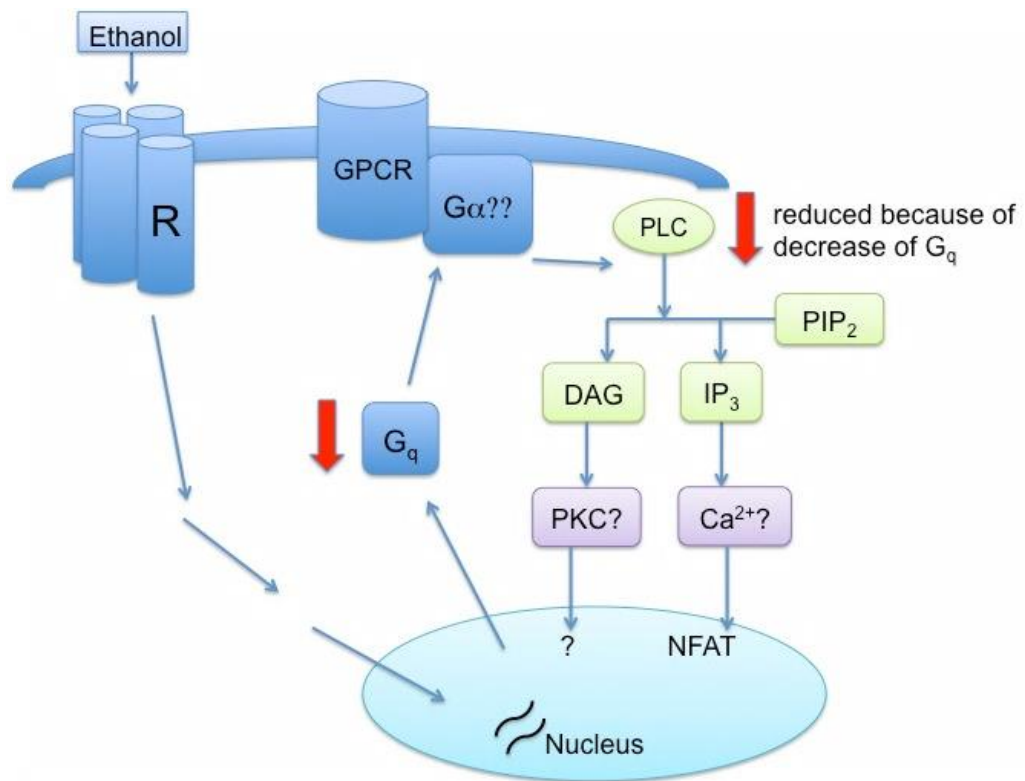 Ethanol
R
GPCR
Gα??
PLC
reduced because of
decrease of Gq
PIP2
DAG
IP3
Gq
PKC?
Ca2+?
?
NFAT
Nucleus